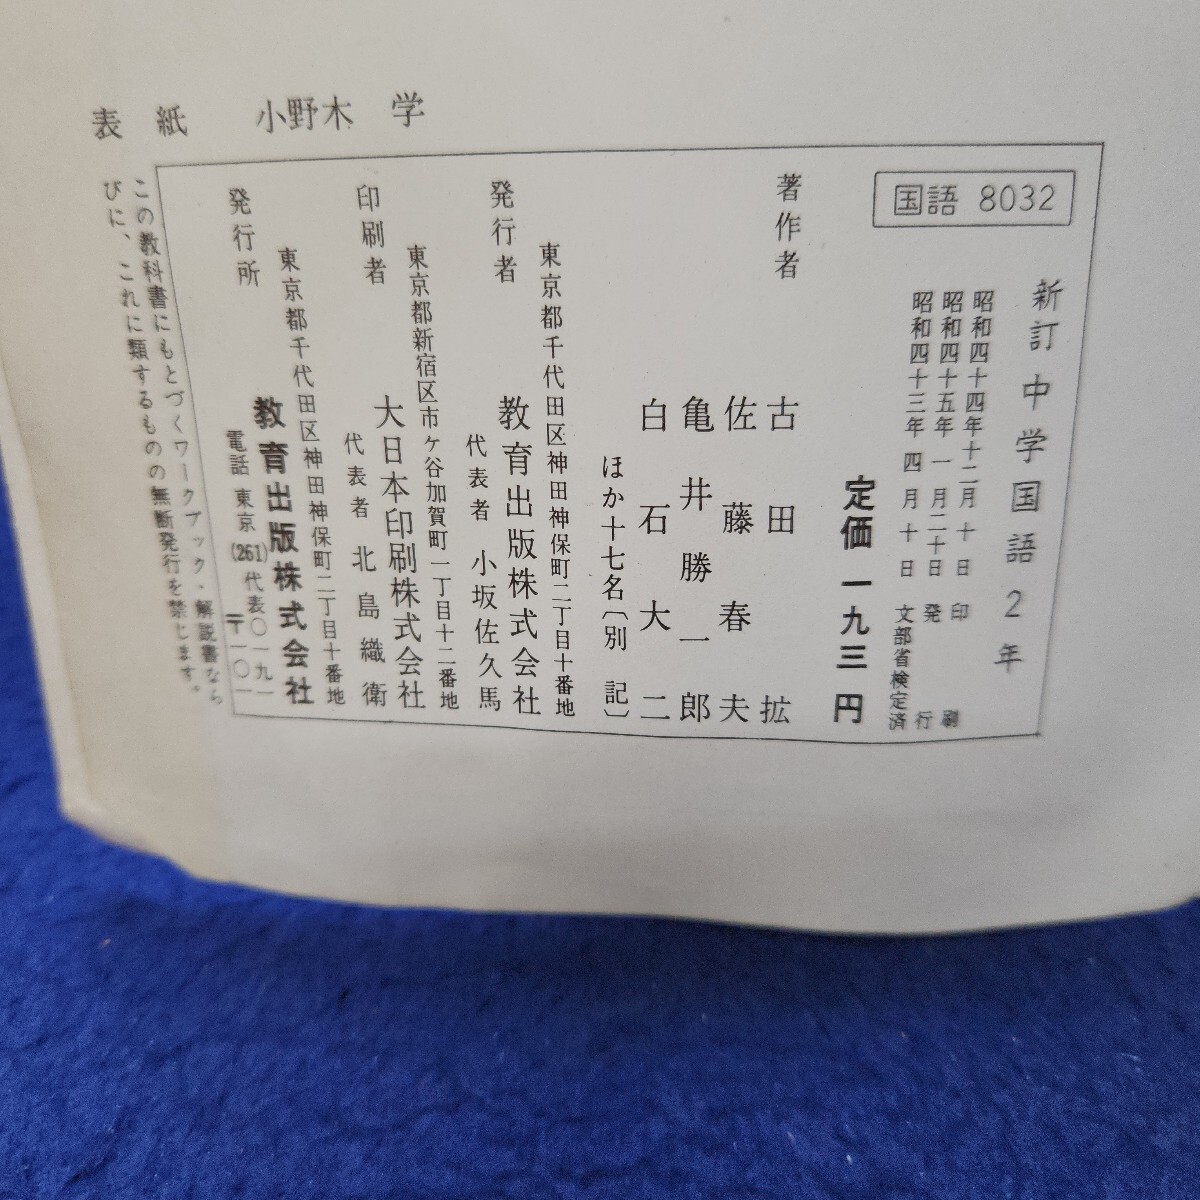 表紙 小野木 学
国語 8032
新訂 中学国語 2年
昭和四十四年十二月十日 印刷
昭和四十五年一月二十日 発行
昭和四十三年四月十日 文部省検定済
定価 一九三円
著作者
古田 拡
佐藤春夫
亀井勝一郎
白石大二
ほか十七名〔別記〕
発行者
東京都千代田区神田神保町二丁目十番地
教育出版株式会社
代表者 小坂佐久馬
印刷者
東京都新宿区市ケ谷加賀町一丁目十二番地
大日本印刷株式会社
代表者 北島織衛
発行所
東京都千代田区神田神保町二丁目十番地
教育出版株式会社
電話 東京(261)代表〇一九一
〒一〇一
この教科書にもとづくワークブック・解説書なら
びに、これに類するものの無断発行を禁じます。